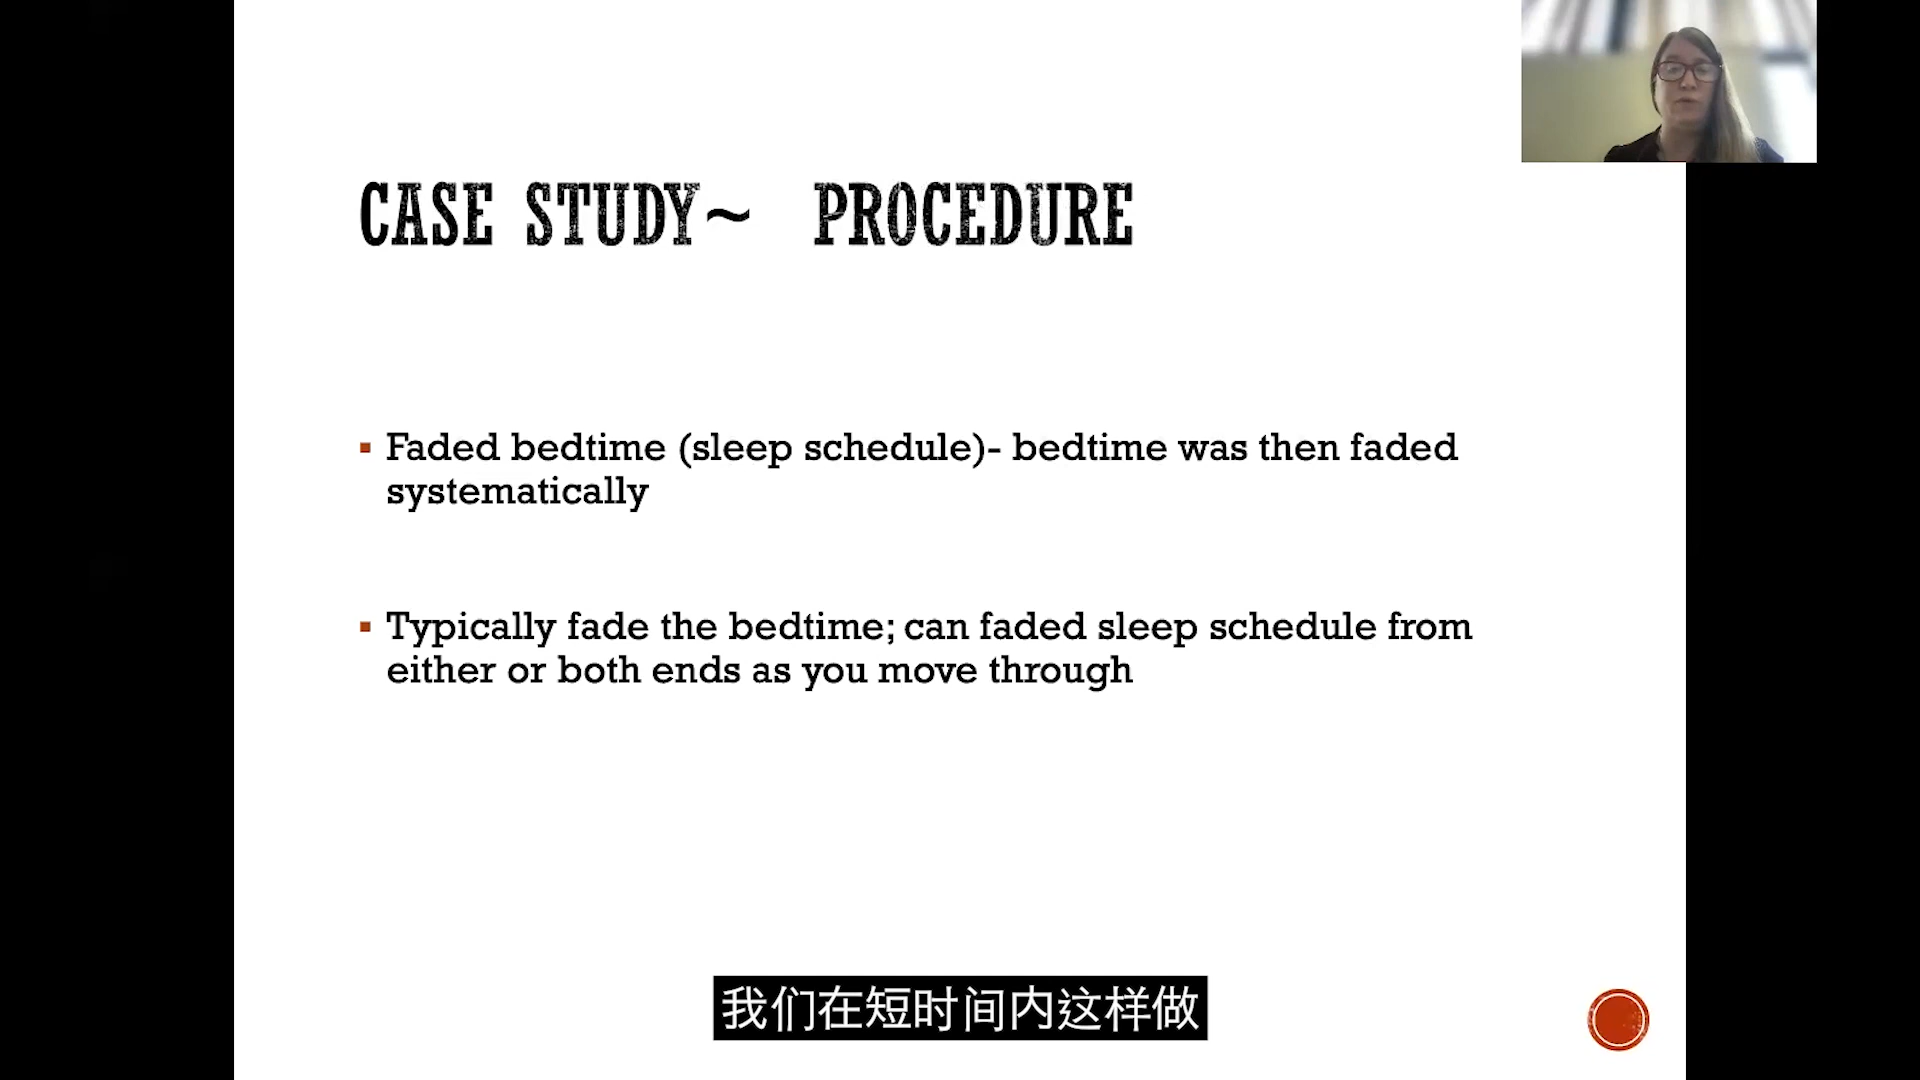 CASE STUDY~ PROCEDURE
▪ Faded bedtime (sleep schedule)- bedtime was then faded
systematically
▪ Typically fade the bedtime; can faded sleep schedule from
either or both ends as you move through
我们在短时间内这样做